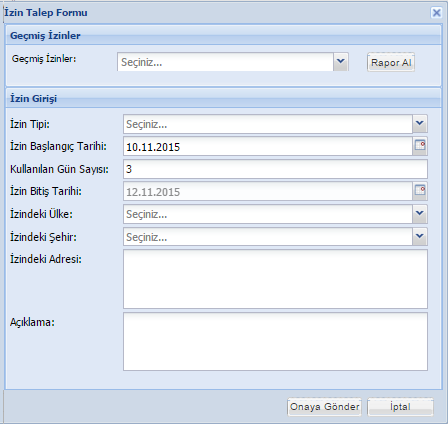 İzin Talep Formu
Geçmiş İzinler
Geçmiş İzinler: Seçiniz... Rapor Al
İzin Girişi
İzin Tipi: Seçiniz...
İzin Başlangıç Tarihi: 10.11.2015
Kullanılan Gün Sayısı: 3
İzin Bitiş Tarihi: 12.11.2015
İzindeki Ülke: Seçiniz...
İzindeki Şehir: Seçiniz...
İzindeki Adresi:
Açıklama:
Onaya Gönder İptal